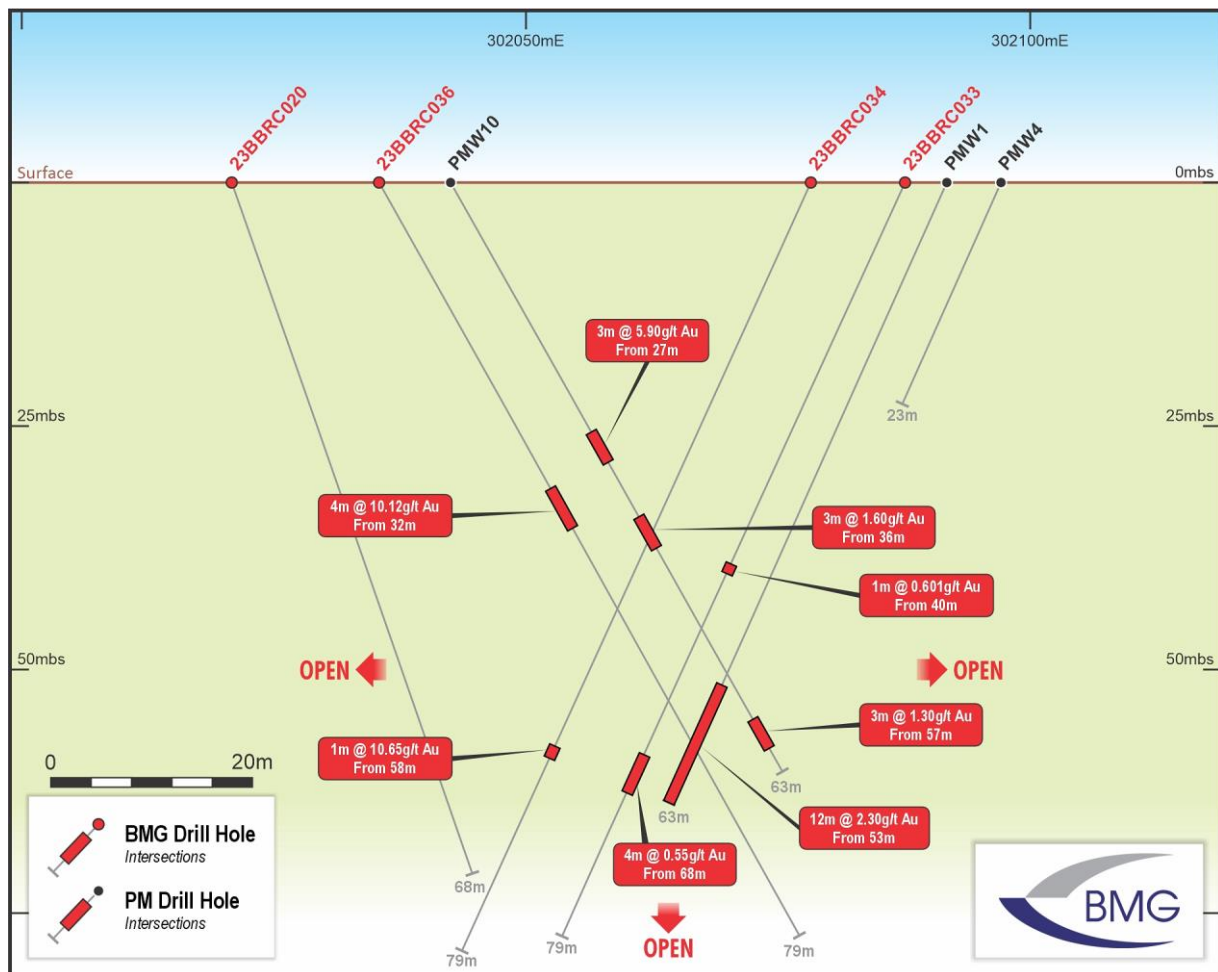 302050mE
302100mE
23BBRC020
23BBRC036
PMW10
23BBRC034
23BBRC033
PMW1
PMW4
Surface
0mbs
3m @ 5.90g/t Au
From 27m
23m
25mbs
25mbs
4m @ 10.12g/t Au
From 32m
3m @ 1.60g/t Au
From 36m
1m @ 0.601g/t Au
From 40m
OPEN
50mbs
50mbs
OPEN
3m @ 1.30g/t Au
From 57m
1m @ 10.65g/t Au
From 58m
0
20m
63m
63m
12m @ 2.30g/t Au
From 53m
4m @ 0.55g/t Au
From 68m
68m
79m
79m
OPEN
79m
BMG Drill Hole
Intersections
PM Drill Hole
Intersections
BMG